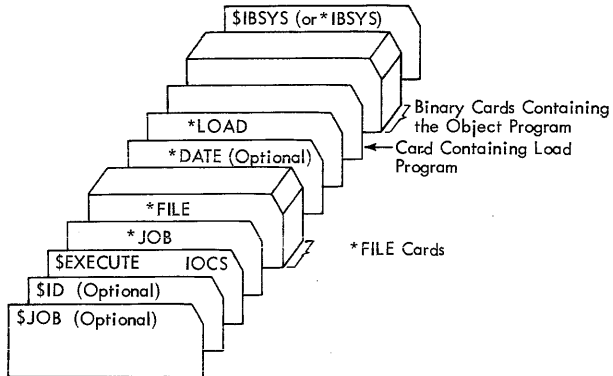 $IBSYS (or *IBSYS)
Binary Cards Containing
the Object Program
*LOAD
Card Containing Load
Program
*DATE (Optional)
*FILE
*JOB
*FILE Cards
$EXECUTE IOCS
$ID (Optional)
$JOB (Optional)